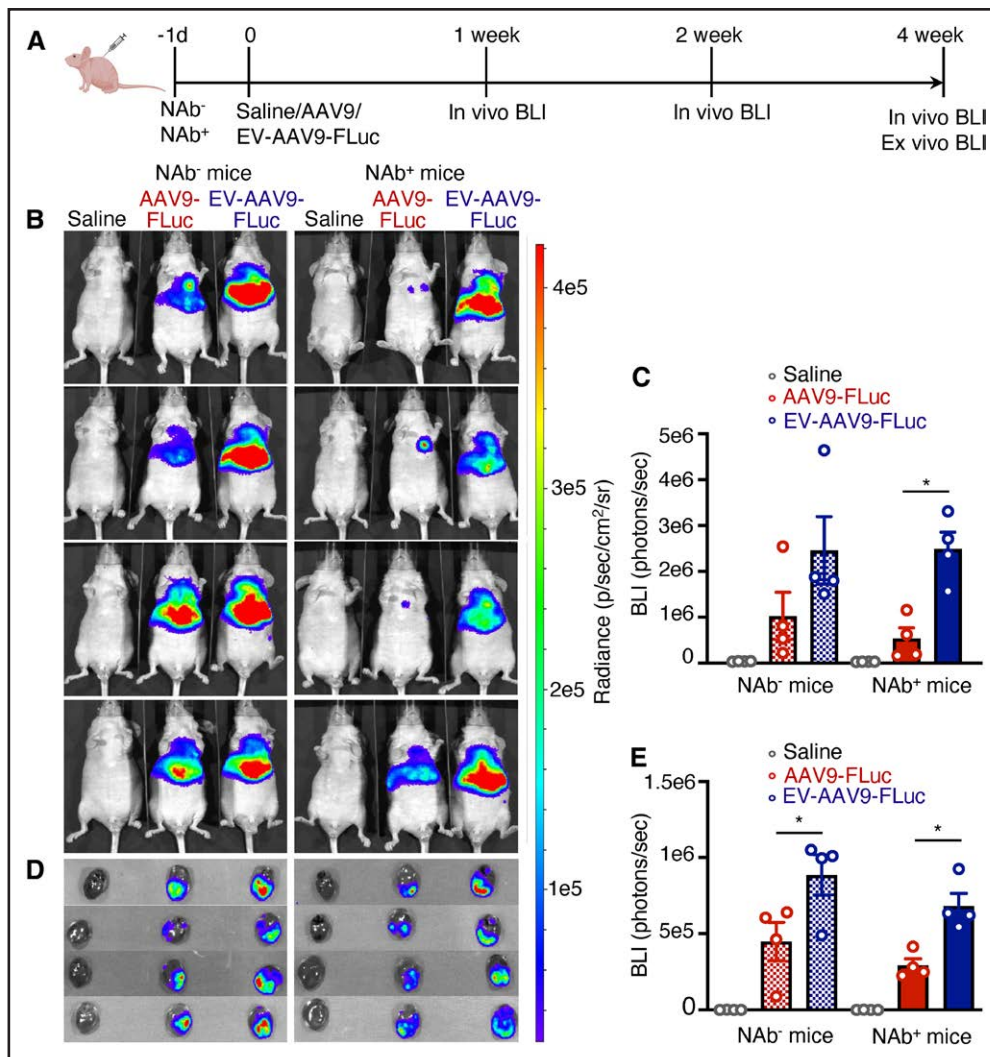 A
-1d 0 1 week 2 week 4 week
NAb⁻ Saline/AAV9/ In vivo BLI In vivo BLI In vivo BLI
NAb⁺ EV-AAV9-FLuc Ex vivo BLI
NAb⁻ mice NAb⁺ mice
AAV9- EV-AAV9- AAV9- EV-AAV9-
B Saline FLuc FLuc Saline FLuc FLuc
4e5
3e5
2e5
1e5
Radiance (p/sec/cm²/sr)
C
Saline
AAV9-FLuc
EV-AAV9-FLuc
5e6
4e6
3e6
2e6
1e6
0
BLI (photons/sec)
*
NAb⁻ mice NAb⁺ mice
D
E
Saline
AAV9-FLuc
EV-AAV9-FLuc
1.5e6
1e6
5e5
0
BLI (photons/sec)
* *
NAb⁻ mice NAb⁺ mice